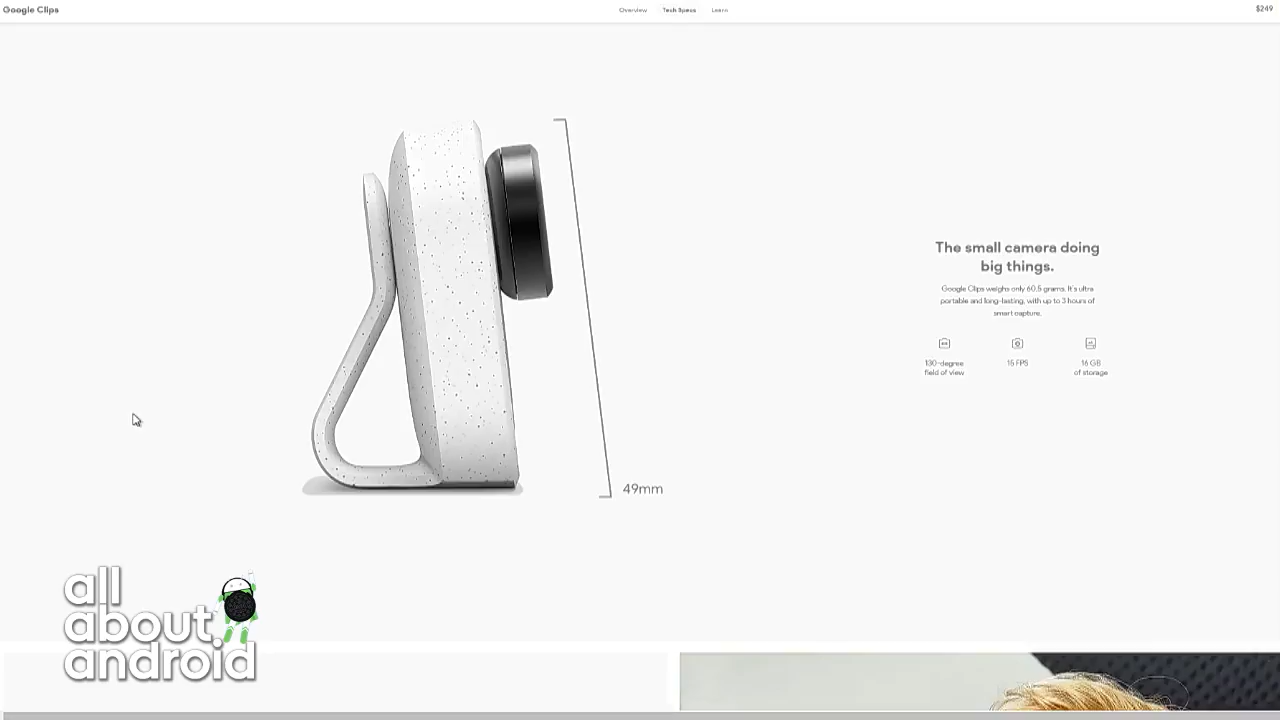 Google Clips
Overview
Tech Specs
Learn
$249
The small camera doing
big things.
Google Clips weighs only 60.5 grams. It's ultra
portable and long-lasting, with up to 3 hours of
smart capture.
130-degree
field of view
15 FPS
16 GB
of storage
49mm
all
about
android